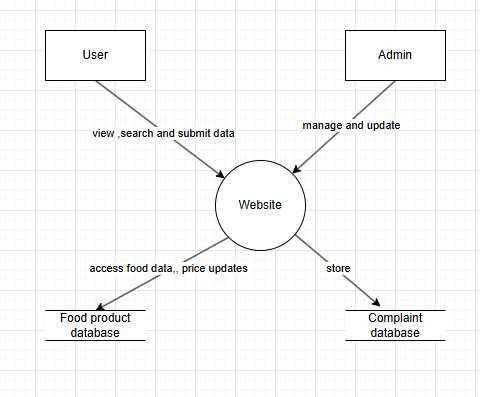 User
Admin
view ,search and submit data
manage and update
Website
access food data,, price updates
store
Food product
database
Complaint
database